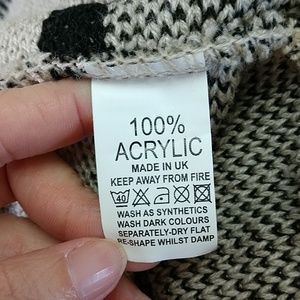 100%
ACRYLIC
MADE IN UK
KEEP AWAY FROM FIRE
40
WASH AS SYNTHETICS
WASH DARK COLOURS
SEPARATELY-DRY FLAT
RE-SHAPE WHILST DAMP